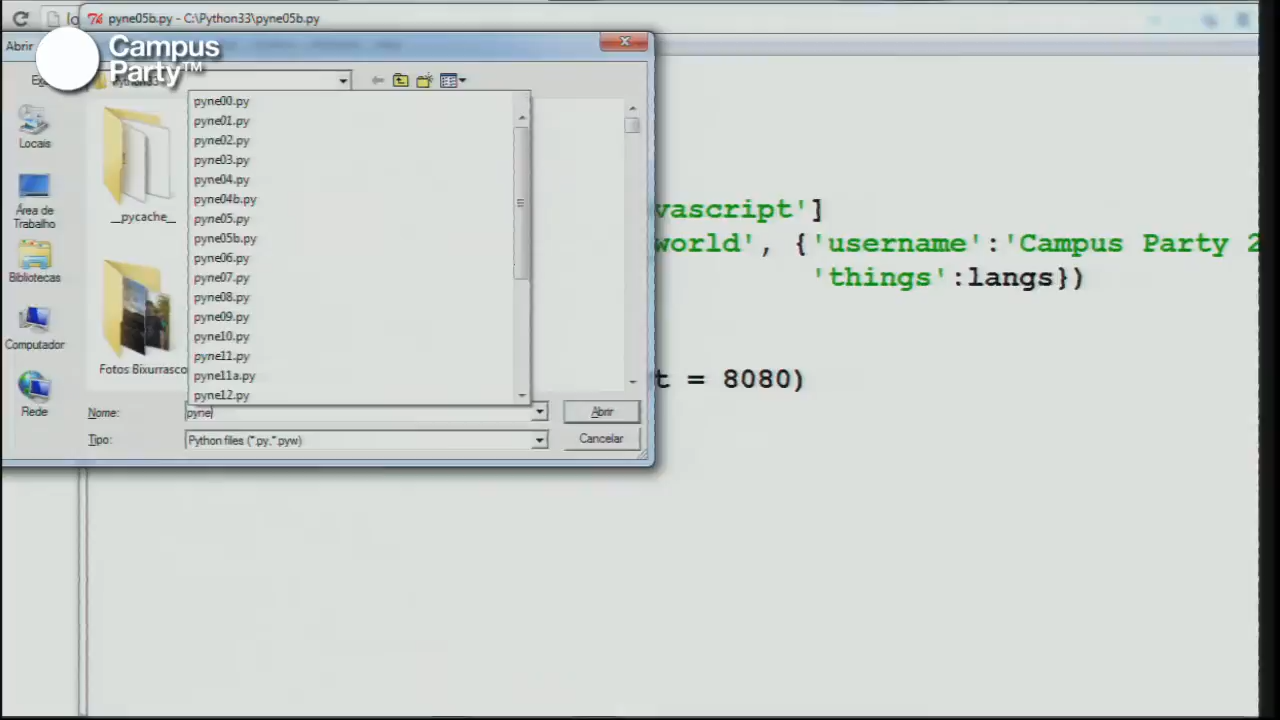 pyne05b.py - C:\Python33\pyne05b.py
Abrir
Campus
Party™
pyne00.py
pyne01.py
pyne02.py
pyne03.py
pyne04.py
pyne04b.py
pyne05.py
pyne05b.py
pyne06.py
pyne07.py
pyne08.py
pyne09.py
pyne10.py
pyne11.py
pyne11a.py
pyne12.py
Locais
Área de
Trabalho
Bibliotecas
Computador
Rede
__pycache__
Fotos Bixurrasco
Nome:
pyne
Abrir
Tipo:
Python files (*.py,*.pyw)
Cancelar
vascript']
world', {'username':'Campus Party 2
'things':langs})
t = 8080)